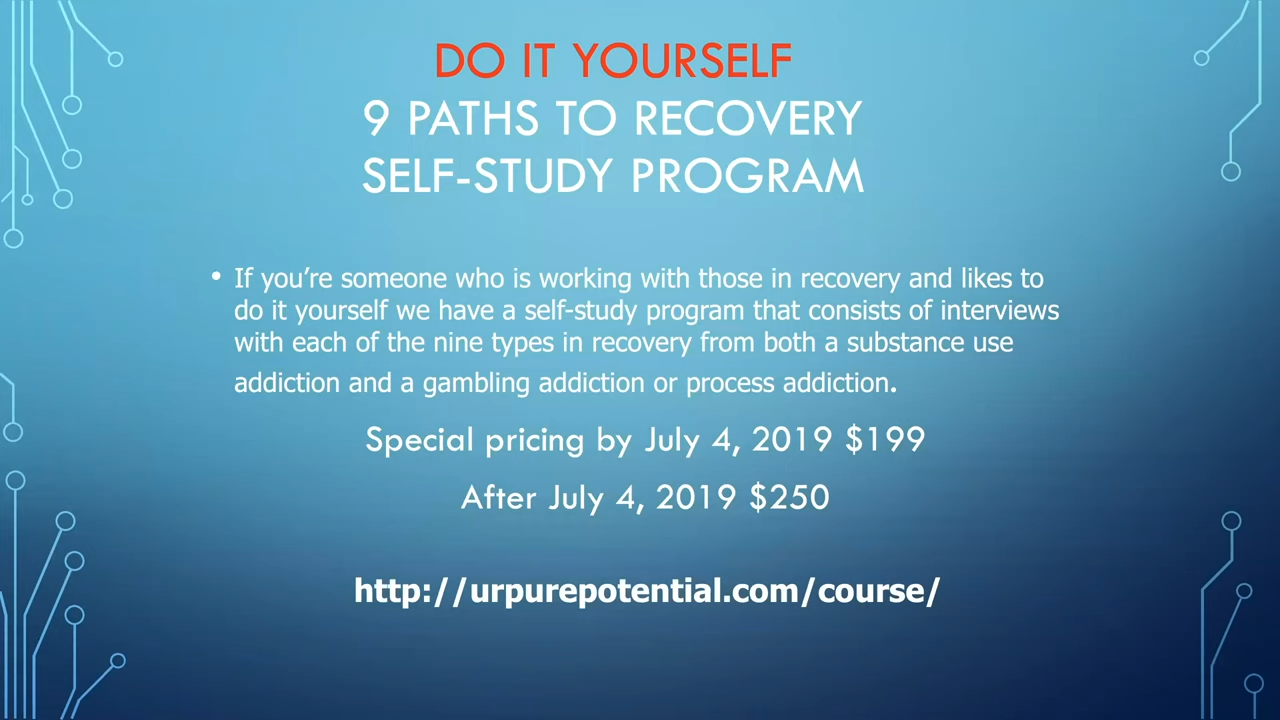 DO IT YOURSELF
9 PATHS TO RECOVERY
SELF-STUDY PROGRAM
• If you’re someone who is working with those in recovery and likes to
do it yourself we have a self-study program that consists of interviews
with each of the nine types in recovery from both a substance use
addiction and a gambling addiction or process addiction.
Special pricing by July 4, 2019 $199
After July 4, 2019 $250
http://urpurepotential.com/course/